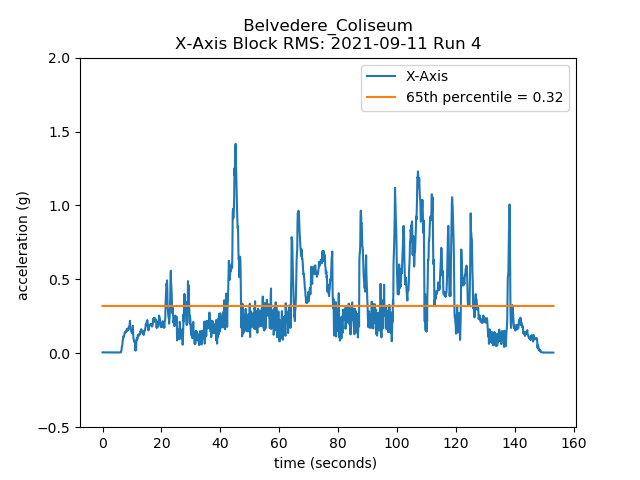 Belvedere_Coliseum
X-Axis Block RMS: 2021-09-11 Run 4
X-Axis
65th percentile = 0.32
2.0
1.5
1.0
0.5
0.0
−0.5
acceleration (g)
0 20 40 60 80 100 120 140 160
time (seconds)